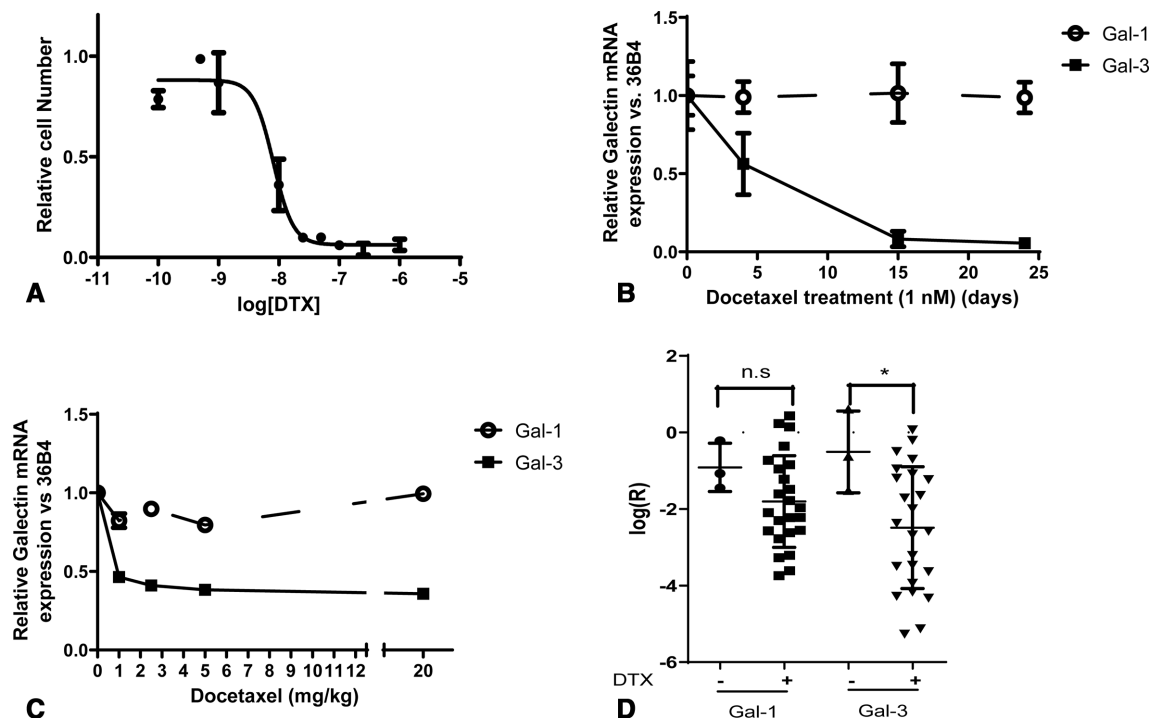 Relative cell Number
1.0
0.5
0.0
-11 -10 -9 -8 -7 -6 -5
log[DTX]
A
Relative Galectin mRNA
expression vs. 36B4
1.5
1.0
0.5
0.0
0 5 10 15 20 25
Docetaxel treatment (1 nM) (days)
Gal-1
Gal-3
B
Relative Galectin mRNA
expression vs 36B4
1.5
1.0
0.5
0.0
0 1 2 3 4 5 6 7 8 9 10 11 12 20
Docetaxel (mg/kg)
Gal-1
Gal-3
C
log(R)
2
0
-2
-4
-6
n.s
*
DTX - + - +
Gal-1 Gal-3
D